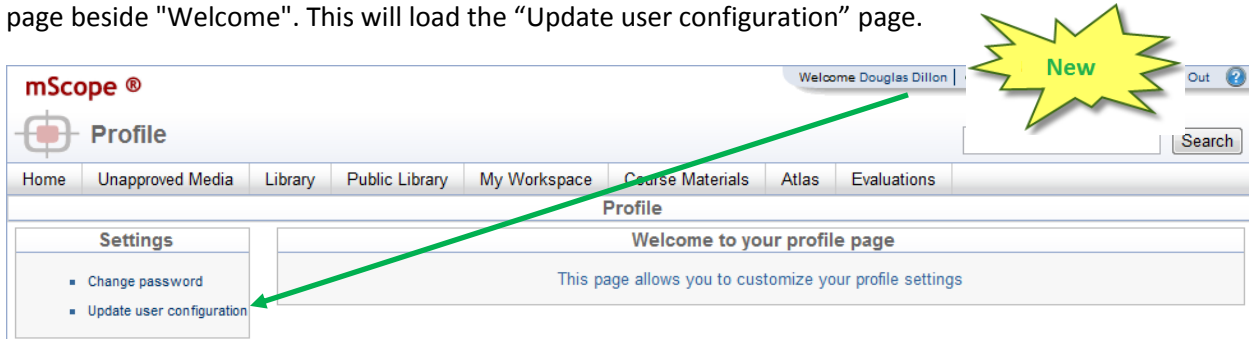 page beside "Welcome". This will load the “Update user configuration” page.
New
mScope ®
Welcome Douglas Dillon |
Out
Profile
Search
Home Unapproved Media Library Public Library My Workspace Course Materials Atlas Evaluations
Profile
Settings
Welcome to your profile page
Change password
This page allows you to customize your profile settings
Update user configuration